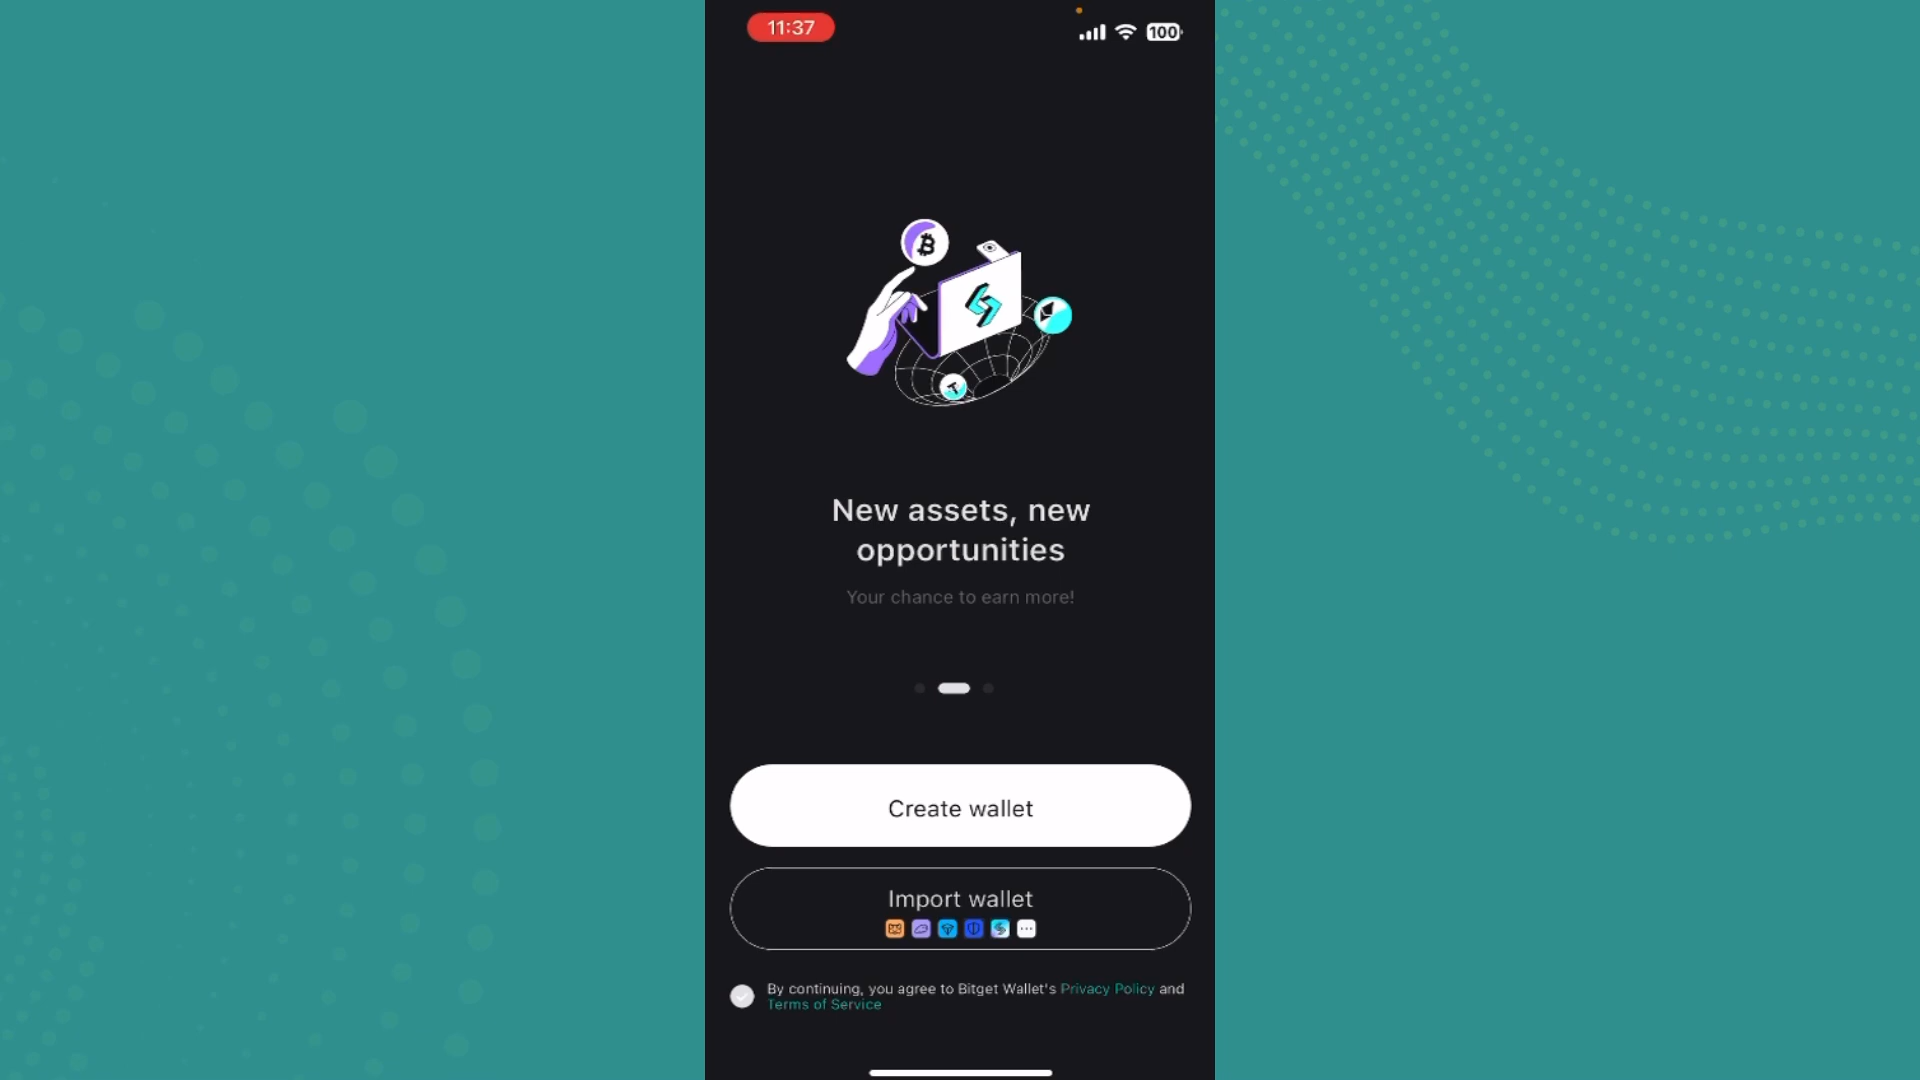 11:37
100
New assets, new
opportunities
Your chance to earn more!
Create wallet
Import wallet
By continuing, you agree to Bitget Wallet's Privacy Policy and
Terms of Service